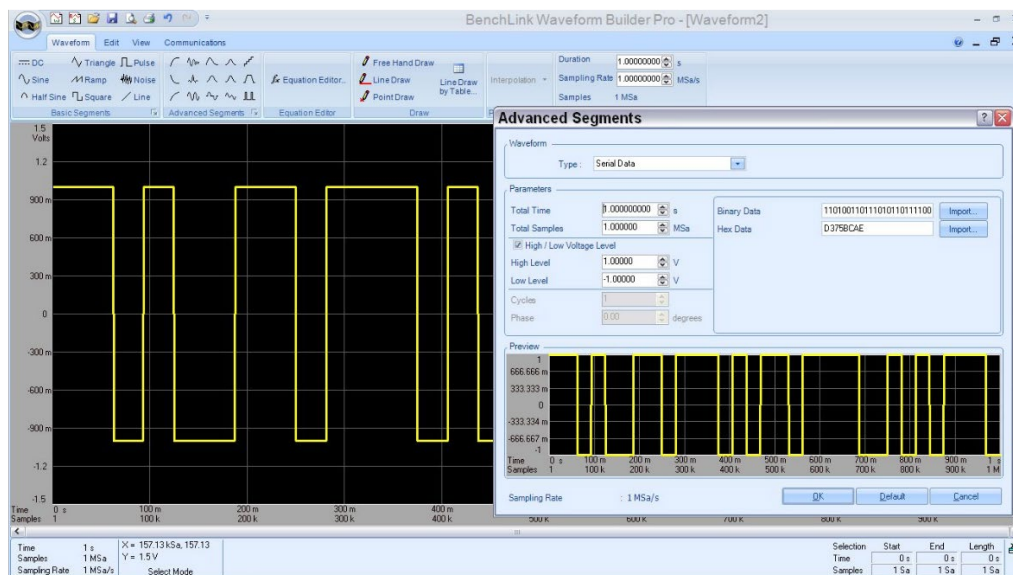 BenchLink Waveform Builder Pro - [Waveform2]
Waveform Edit View Communications
DC Triangle Pulse
Sine Ramp Noise
Half Sine Square Line
Basic Segments
Advanced Segments
Equation Editor...
Equation Editor
Free Hand Draw
Line Draw
Point Draw
Line Draw by Table...
Draw
Interpolation
Duration 1.00000000 s
Sampling Rate 1.00000000 MSa/s
Samples 1 MSa
1.5
Volts
1.2
900 m
600 m
300 m
0
-300 m
-600 m
-900 m
-1.2
-1.5
Time 0 s 100 m 200 m 300 m 400 m
Samples 1 100 k 200 k 300 k 400 k 500 k 600 k 700 k 800 k 900 k
Advanced Segments
Waveform
Type : Serial Data
Parameters
Total Time 1.000000000 s
Total Samples 1.000000 MSa
High / Low Voltage Level
High Level 1.00000 V
Low Level -1.00000 V
Cycles 1
Phase 0.00 degrees
Binary Data 110100110111010110111100 Import...
Hex Data D375BCAE Import...
Preview
1
666.666 m
333.333 m
0
-333.334 m
-666.667 m
-1
Time 0 s 100 m 200 m 300 m 400 m 500 m 600 m 700 m 800 m 900 m 1 s
Samples 1 100 k 200 k 300 k 400 k 500 k 600 k 700 k 800 k 900 k 1 M
Sampling Rate : 1 MSa/s
OK Default Cancel
Time 1 s
Samples 1 MSa
Sampling Rate 1 MSa/s
X = 157.13 kSa, 157.13
Y = 1.5 V
Select Mode
Selection Start End Length
Time 0 s 0 s 0 s
Samples 1 Sa 1 Sa 1 Sa